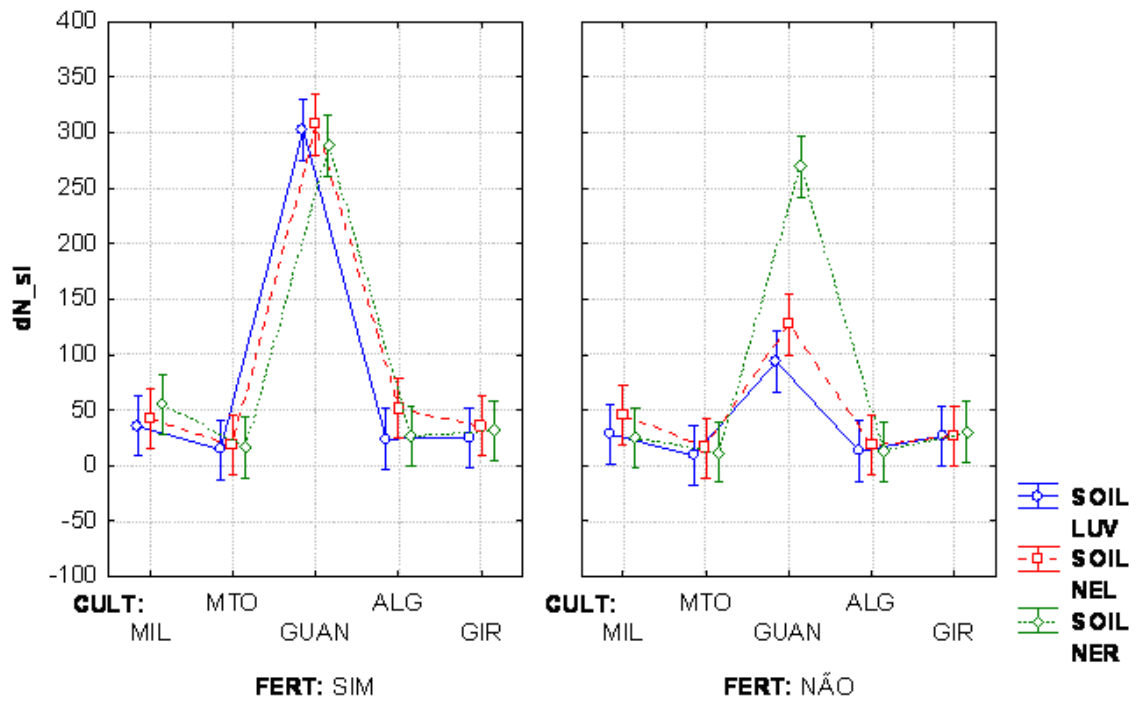 400
350
300
250
200
150
100
50
0
-50
-100
dN_sl
CULT: MTO ALG
MIL GUAN GIR
FERT: SIM
CULT: MTO ALG
MIL GUAN GIR
FERT: NÃO
SOIL
LUV
SOIL
NEL
SOIL
NER